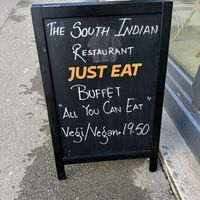 The South Indian
Restaurant
JUST EAT
Buffet
"All You Can Eat"
Vegi/Vegan 19.50